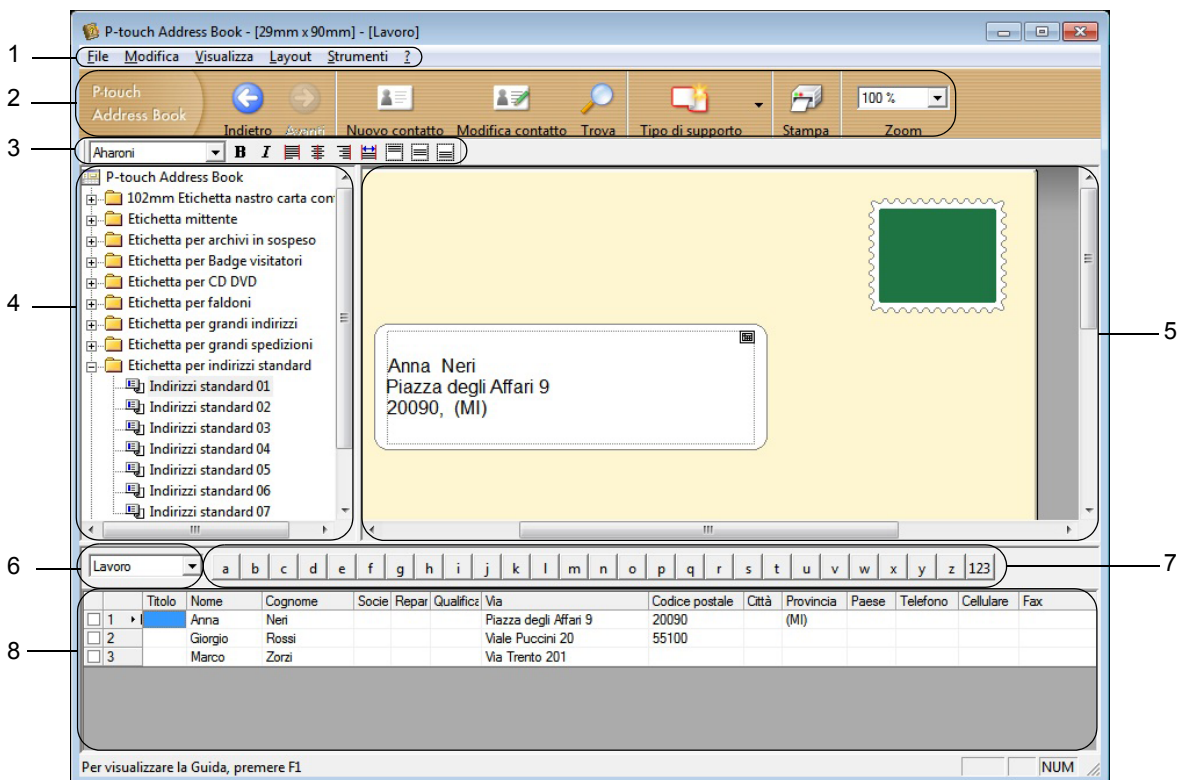 P-touch Address Book - [29mm x 90mm] - [Lavoro]
1 File Modifica Visualizza Layout Strumenti ?
2 P-touch Address Book Indietro Avanti Nuovo contatto Modifica contatto Trova Tipo di supporto Stampa 100 % Zoom
3 Aharoni B I
P-touch Address Book
102mm Etichetta nastro carta con
Etichetta mittente
Etichetta per archivi in sospeso
Etichetta per Badge visitatori
Etichetta per CD DVD
4 Etichetta per faldoni
Etichetta per grandi indirizzi
Etichetta per grandi spedizioni
Etichetta per indirizzi standard
Indirizzi standard 01
Indirizzi standard 02
Indirizzi standard 03
Indirizzi standard 04
Indirizzi standard 05
Indirizzi standard 06
Indirizzi standard 07
Anna Neri
Piazza degli Affari 9
20090, (MI)
5
6 Lavoro
a b c d e f g h i j k l m n o p q r s t u v w x y z 123 7
Titolo Nome Cognome Socie Repar Qualifica Via Codice postale Città Provincia Paese Telefono Cellulare Fax
1 Anna Neri Piazza degli Affari 9 20090 (MI)
2 Giorgio Rossi Viale Puccini 20 55100
3 Marco Zorzi Via Trento 201
8
Per visualizzare la Guida, premere F1 NUM